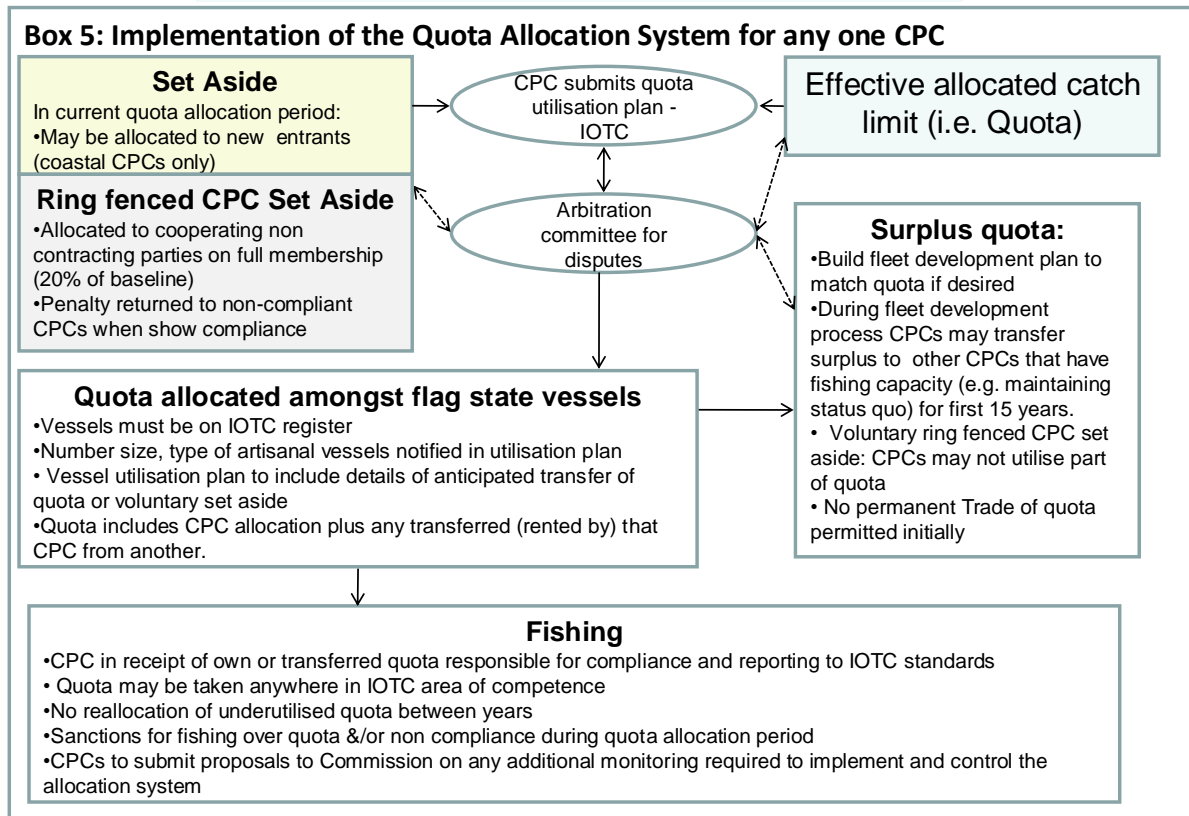 Box 5: Implementation of the Quota Allocation System for any one CPC
Set Aside
In current quota allocation period:
•May be allocated to new entrants
(coastal CPCs only)
Ring fenced CPC Set Aside
•Allocated to cooperating non
contracting parties on full membership
(20% of baseline)
•Penalty returned to non-compliant
CPCs when show compliance
CPC submits quota
utilisation plan -
IOTC
Arbitration
committee for
disputes
Effective allocated catch
limit (i.e. Quota)
Surplus quota:
•Build fleet development plan to
match quota if desired
•During fleet development
process CPCs may transfer
surplus to other CPCs that have
fishing capacity (e.g. maintaining
status quo) for first 15 years.
• Voluntary ring fenced CPC set
aside: CPCs may not utilise part
of quota
• No permanent Trade of quota
permitted initially
Quota allocated amongst flag state vessels
•Vessels must be on IOTC register
•Number size, type of artisanal vessels notified in utilisation plan
• Vessel utilisation plan to include details of anticipated transfer of
quota or voluntary set aside
•Quota includes CPC allocation plus any transferred (rented by) that
CPC from another.
Fishing
•CPC in receipt of own or transferred quota responsible for compliance and reporting to IOTC standards
• Quota may be taken anywhere in IOTC area of competence
•No reallocation of underutilised quota between years
•Sanctions for fishing over quota &/or non compliance during quota allocation period
•CPCs to submit proposals to Commission on any additional monitoring required to implement and control the
allocation system